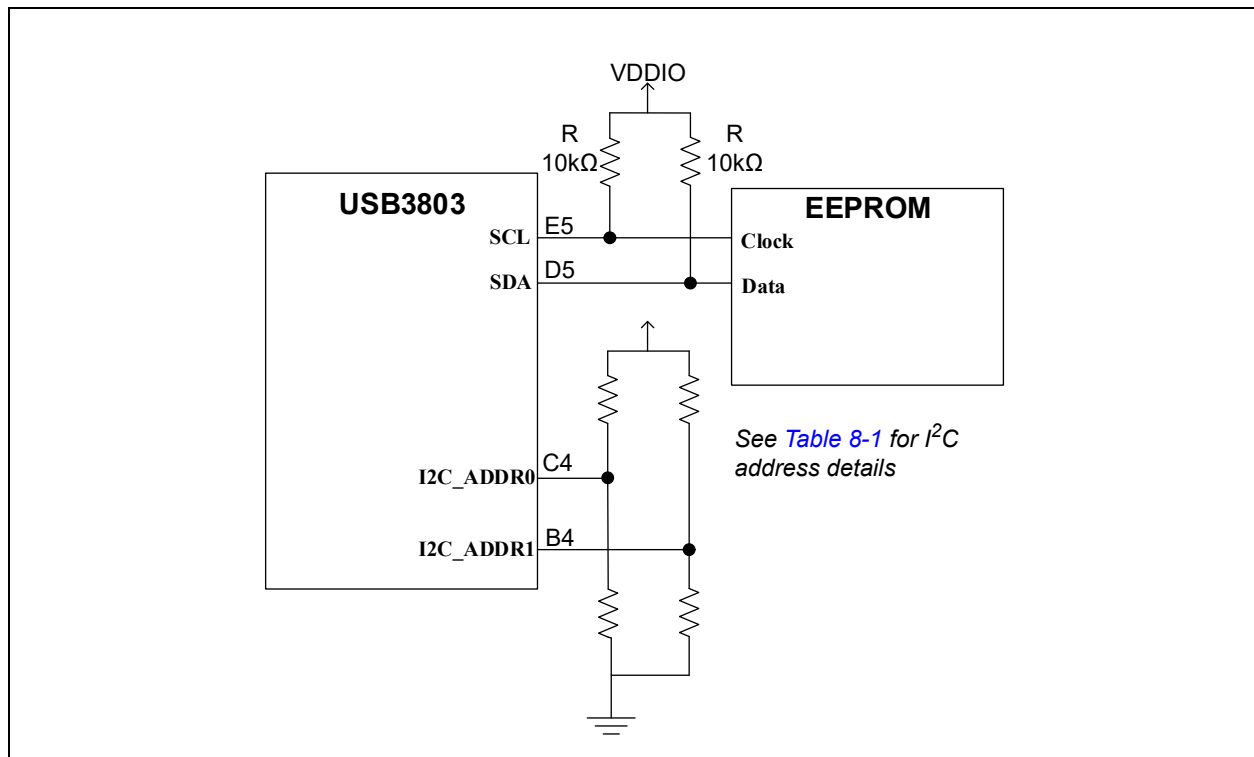 VDDIO
R
10kΩ
R
10kΩ
USB3803
EEPROM
SCL
E5
Clock
SDA
D5
Data
See Table 8-1 for I²C
address details
I2C_ADDR0
C4
I2C_ADDR1
B4